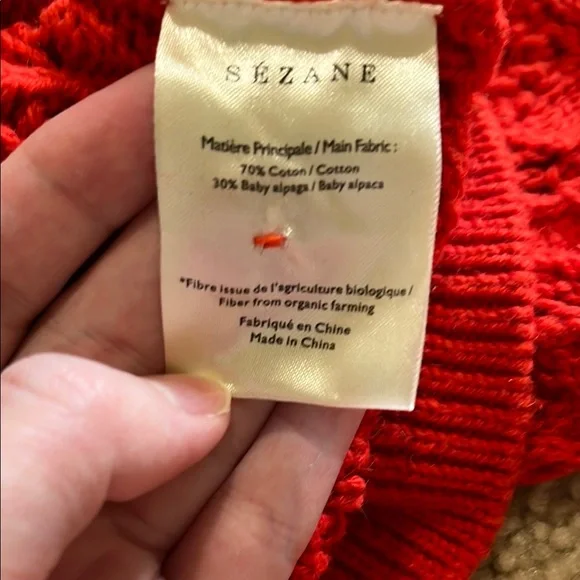 SÉZANE
Matière Principale / Main Fabric :
70% Coton / Cotton
30% Baby alpaga / Baby alpaca
*Fibre issue de l'agriculture biologique /
Fiber from organic farming
Fabriqué en Chine
Made in China